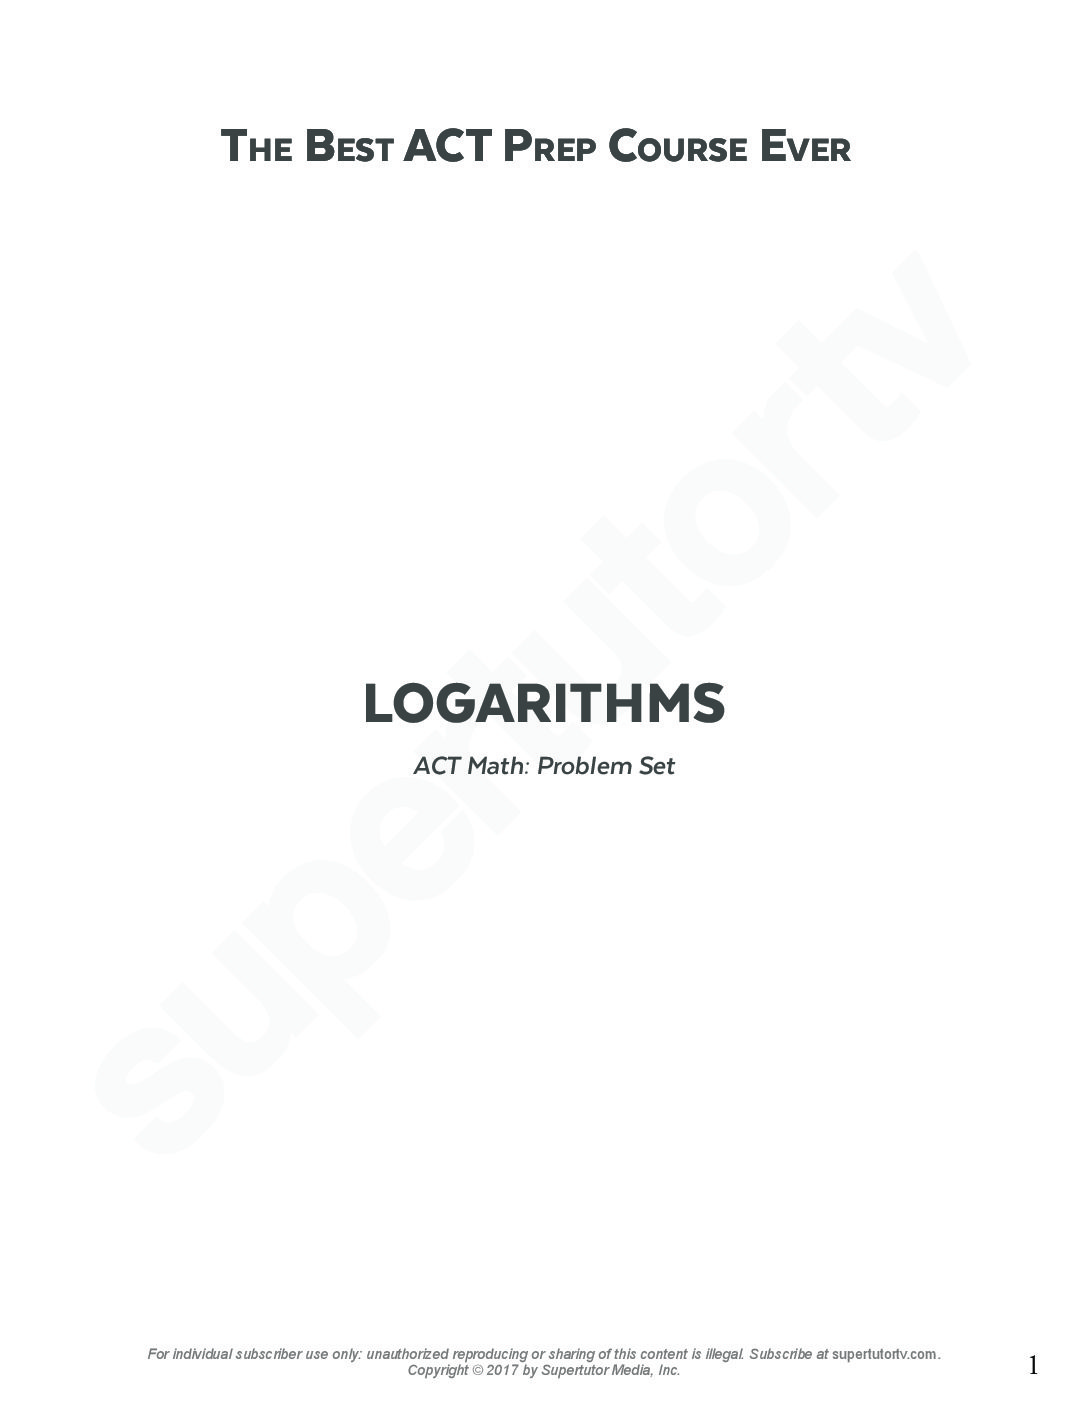 THE BEST ACT PREP COURSE EVER
supertutortv
LOGARITHMS
ACT Math: Problem Set
For individual subscriber use only: unauthorized reproducing or sharing of this content is illegal. Subscribe at supertutortv.com.
Copyright © 2017 by Supertutor Media, Inc.
1